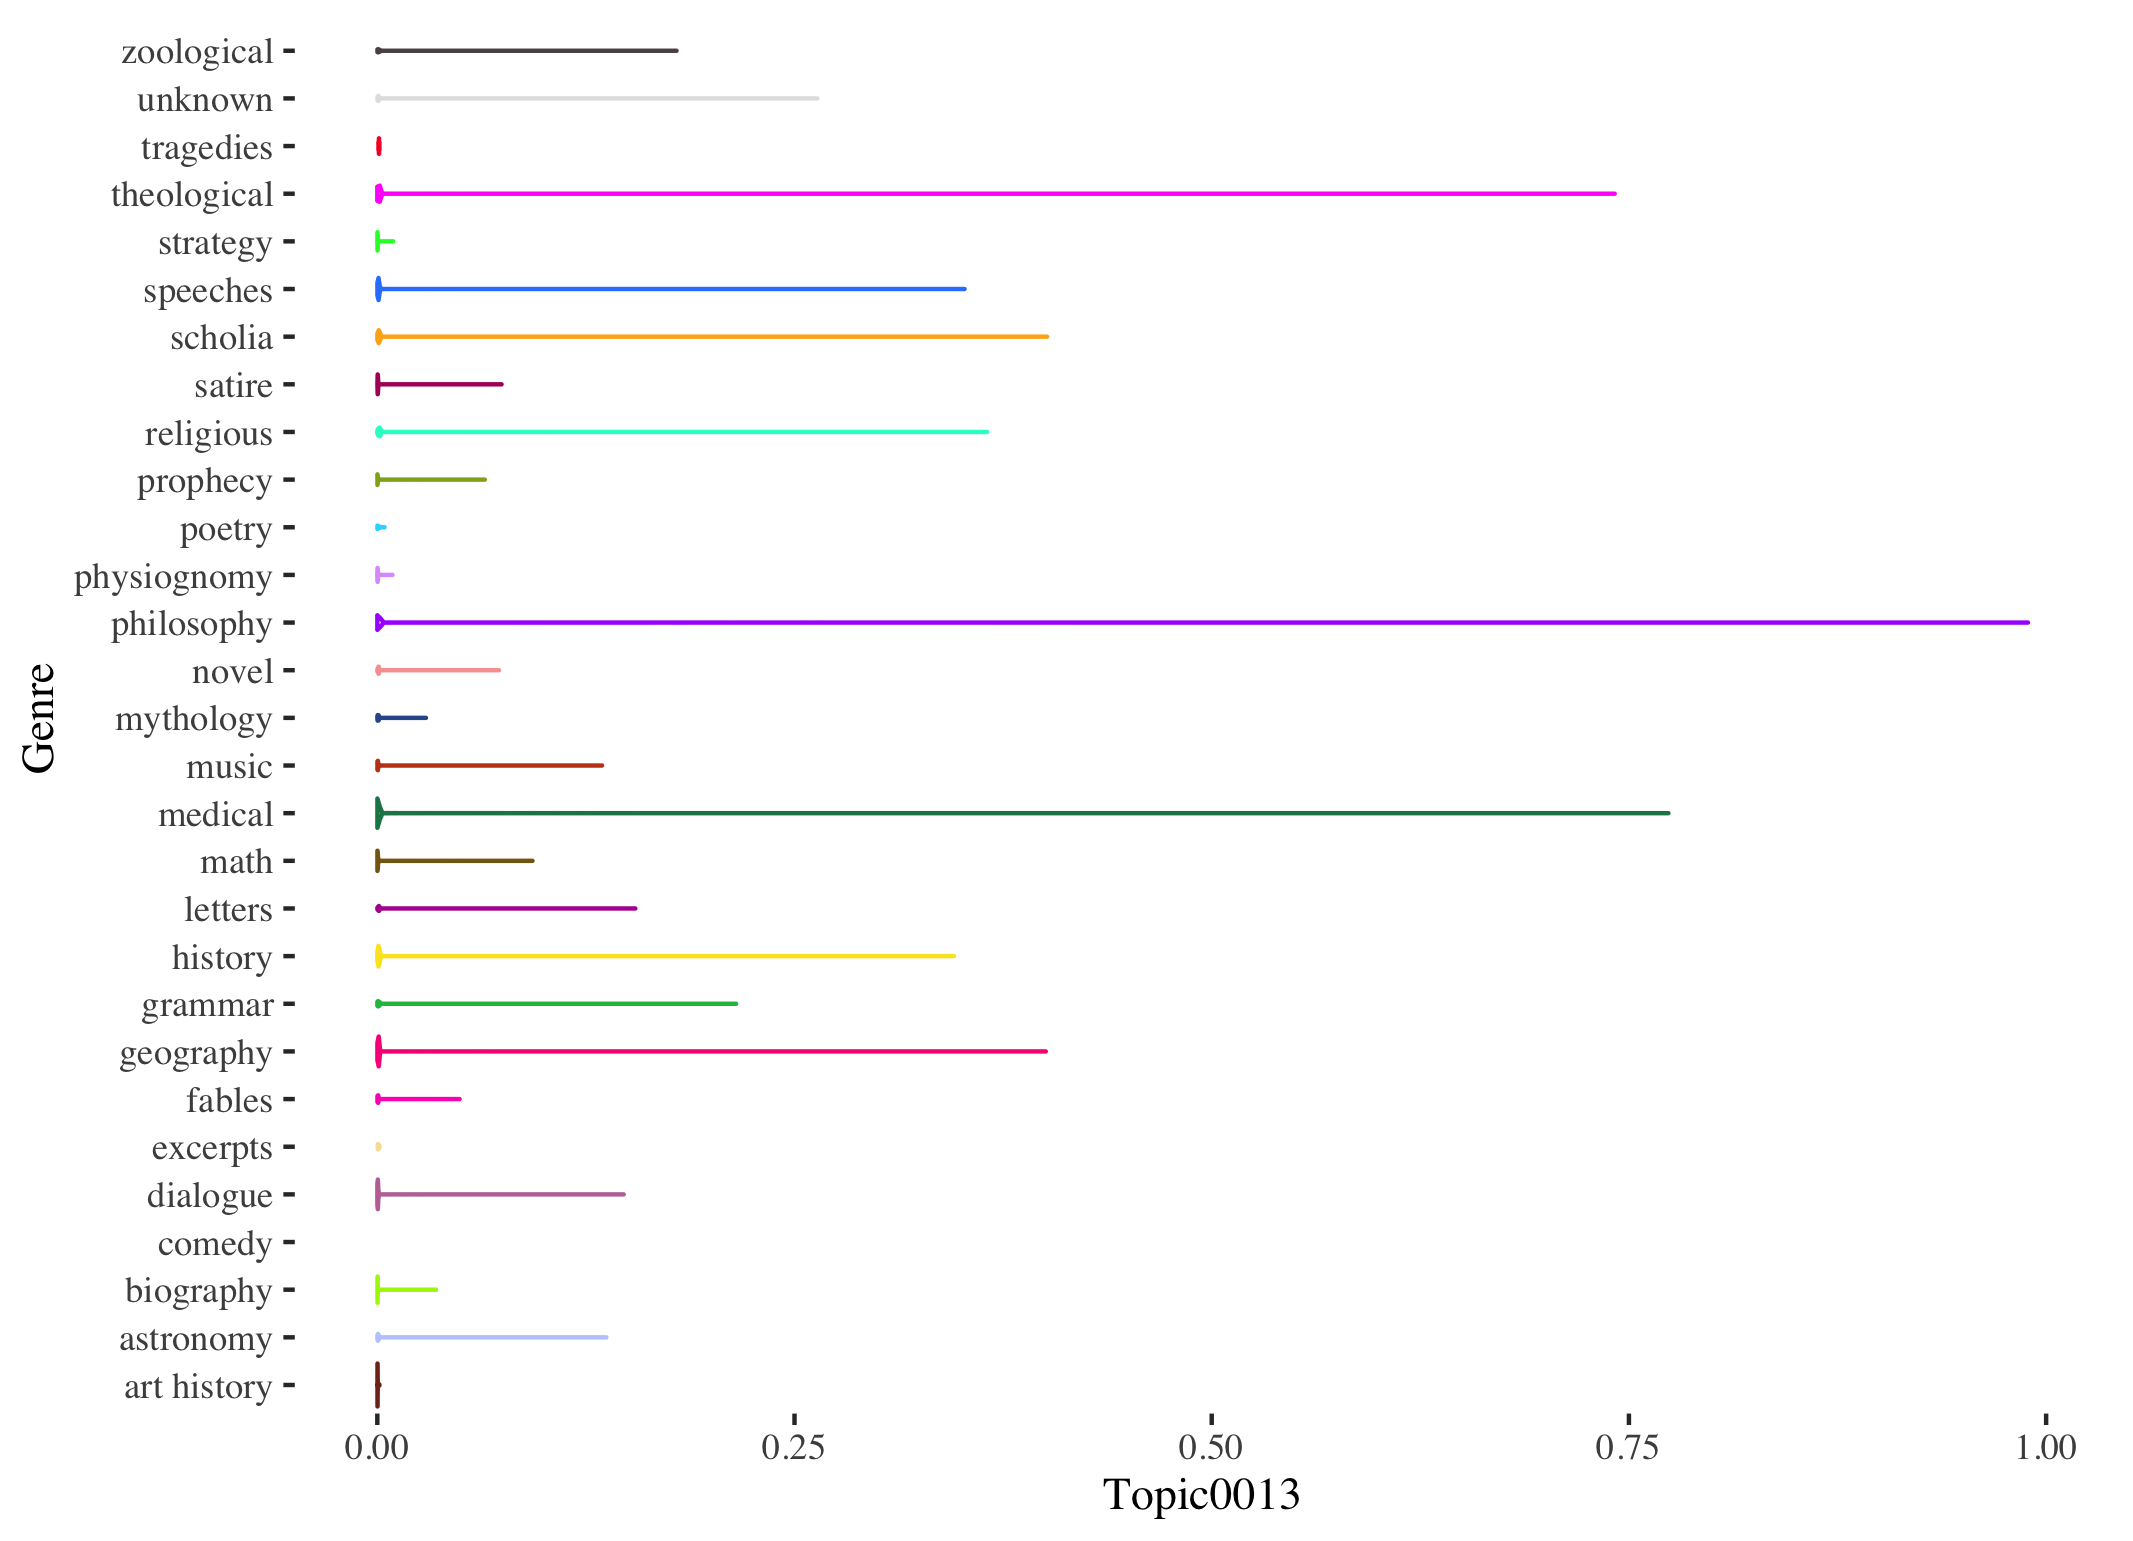 zoological
unknown
tragedies
theological
strategy
speeches
scholia
satire
religious
prophecy
poetry
physiognomy
philosophy
novel
mythology
music
medical
math
letters
history
grammar
geography
fables
excerpts
dialogue
comedy
biography
astronomy
art history
Genre
0.00 0.25 0.50 0.75 1.00
Topic0013